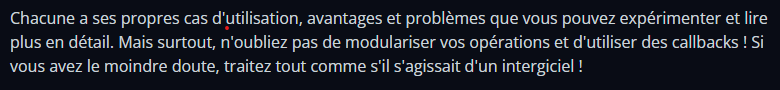 Chacune a ses propres cas d'utilisation, avantages et problèmes que vous pouvez expérimenter et lire
plus en détail. Mais surtout, n'oubliez pas de modulariser vos opérations et d'utiliser des callbacks ! Si
vous avez le moindre doute, traitez tout comme s'il s'agissait d'un intergiciel !